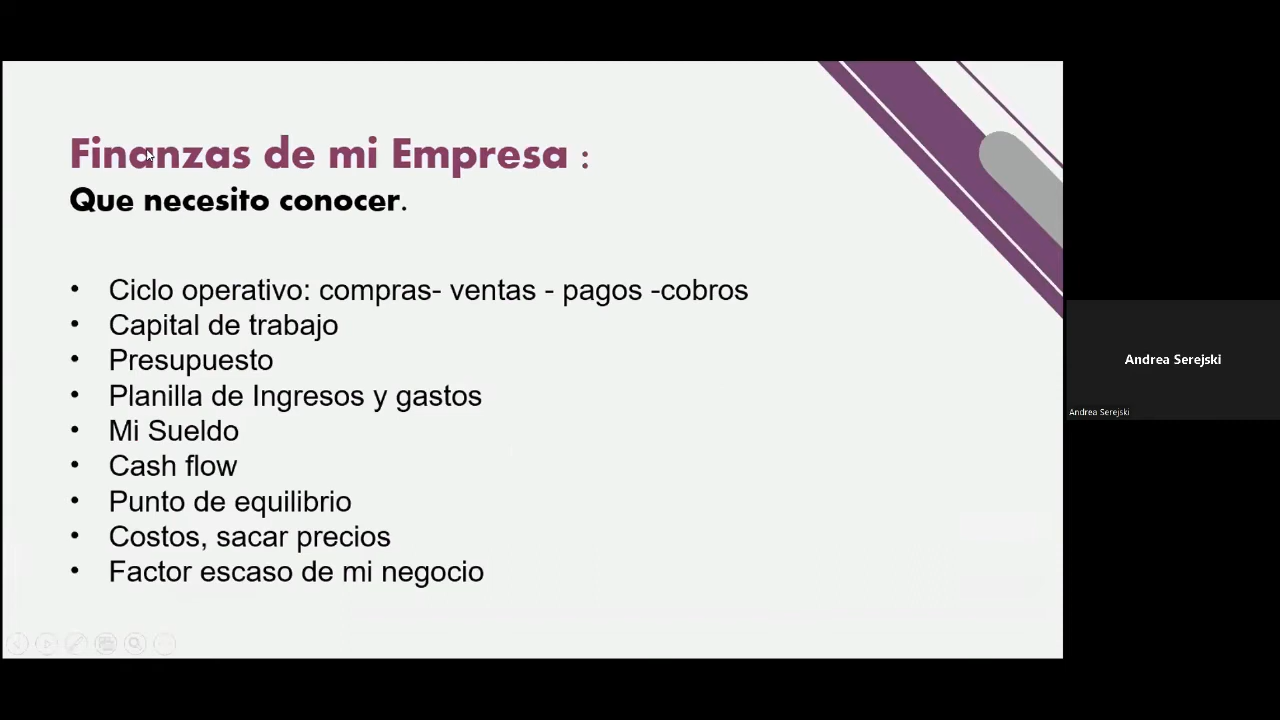 Finanzas de mi Empresa :
Que necesito conocer.
• Ciclo operativo: compras- ventas - pagos -cobros
• Capital de trabajo
• Presupuesto
• Planilla de Ingresos y gastos
• Mi Sueldo
• Cash flow
• Punto de equilibrio
• Costos, sacar precios
• Factor escaso de mi negocio
Andrea Serejski
Andrea Serejski